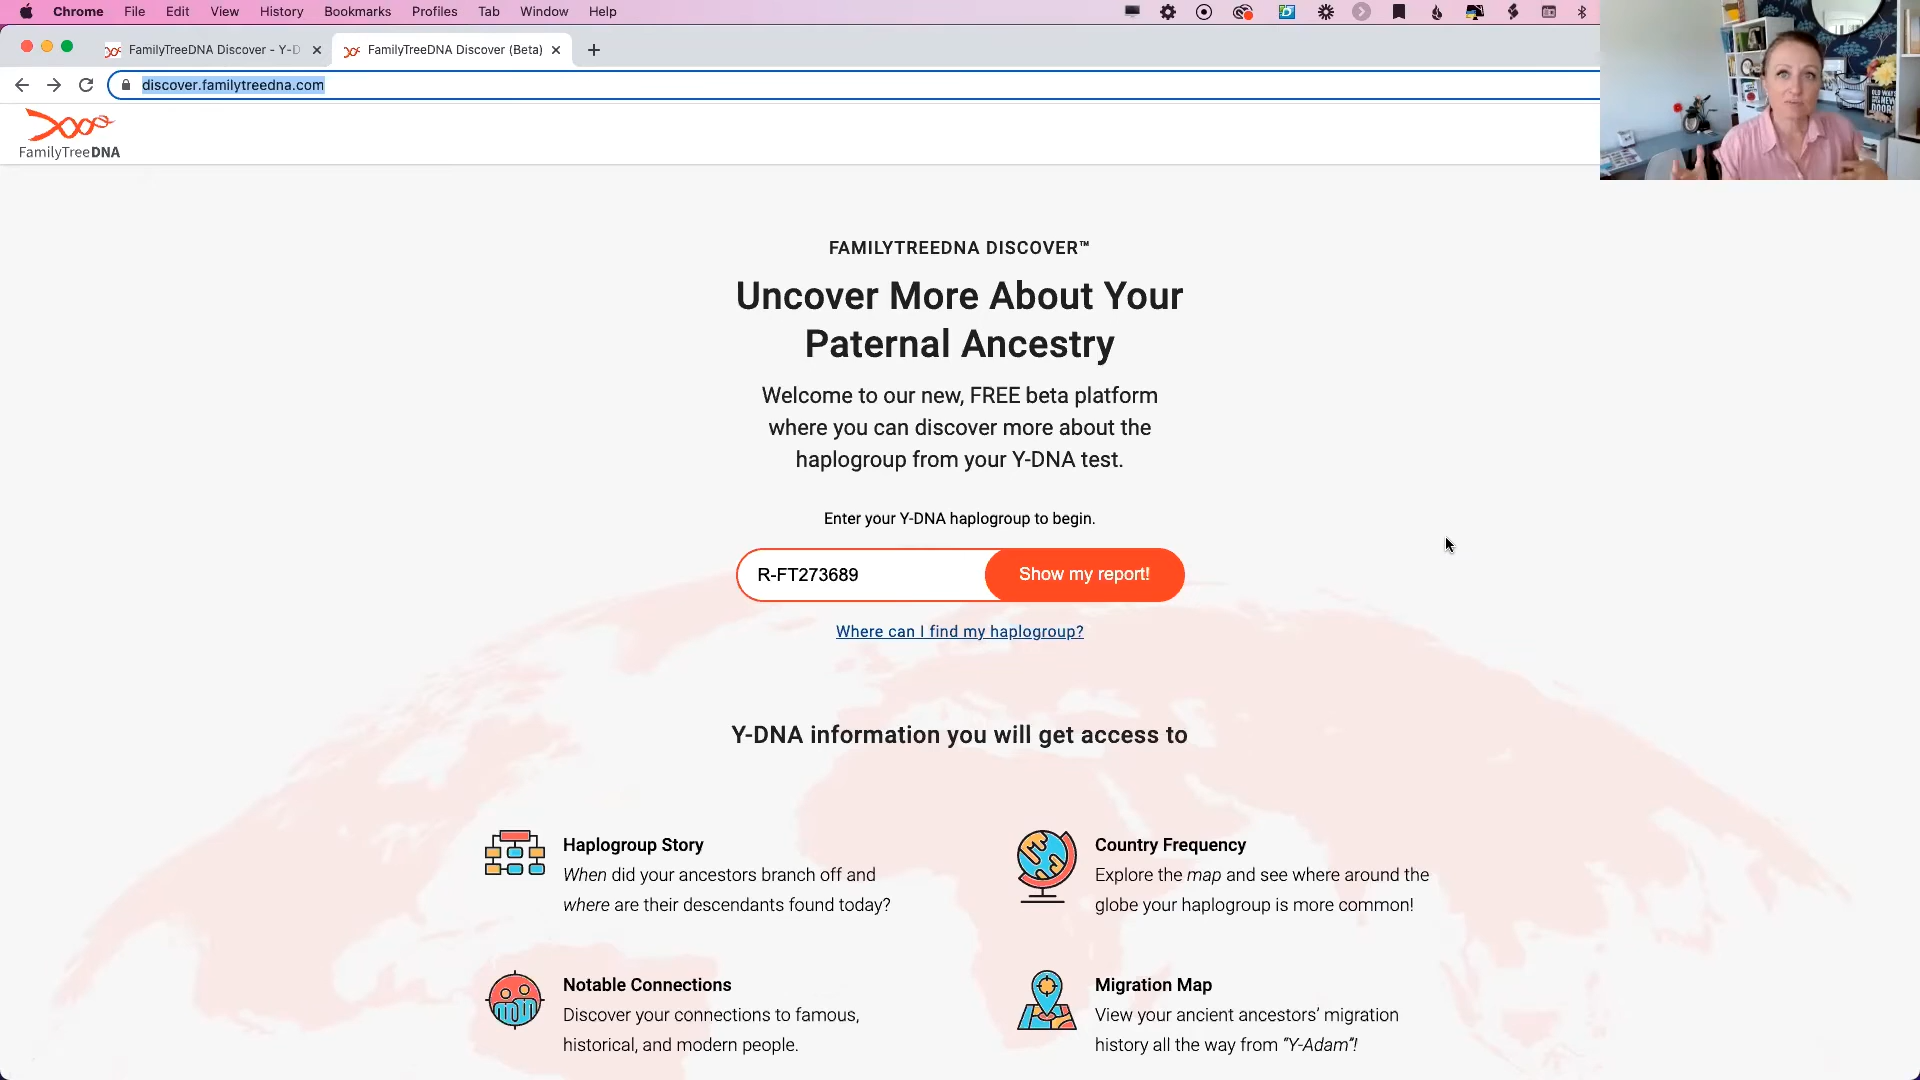 Chrome File Edit View History Bookmarks Profiles Tab Window Help
FamilyTreeDNA Discover - Y-D
FamilyTreeDNA Discover (Beta)
discover.familytreedna.com
FamilyTreeDNA
FAMILYTREEDNA DISCOVER™
Uncover More About Your
Paternal Ancestry
Welcome to our new, FREE beta platform
where you can discover more about the
haplogroup from your Y-DNA test.
Enter your Y-DNA haplogroup to begin.
R-FT273689
Show my report!
Where can I find my haplogroup?
Y-DNA information you will get access to
Haplogroup Story
When did your ancestors branch off and
where are their descendants found today?
Country Frequency
Explore the map and see where around the
globe your haplogroup is more common!
Notable Connections
Discover your connections to famous,
historical, and modern people.
Migration Map
View your ancient ancestors’ migration
history all the way from “Y-Adam”!